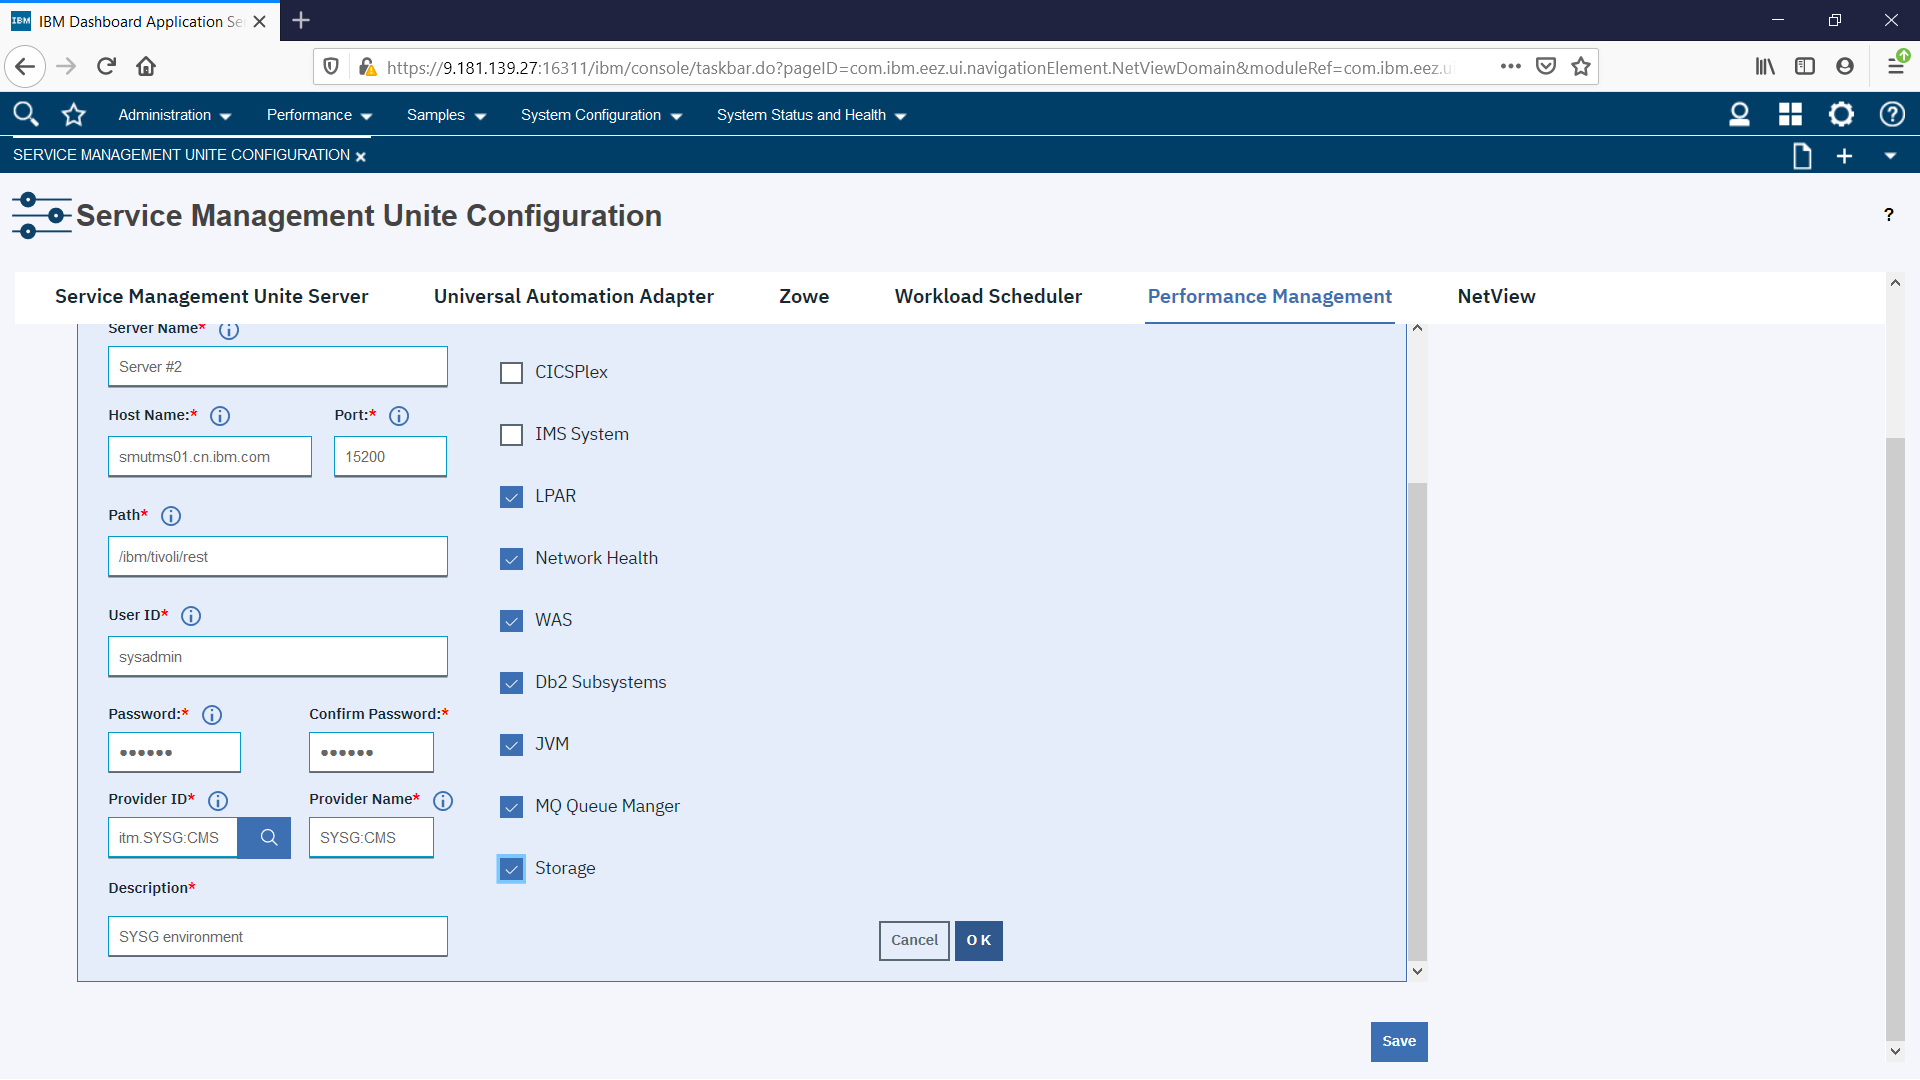 IBM IBM Dashboard Application Se
https://9.181.139.27:16311/ibm/console/taskbar.do?pageID=com.ibm.eez.ui.navigationElement.NetViewDomain&moduleRef=com.ibm.eez.u
Administration Performance Samples System Configuration System Status and Health
SERVICE MANAGEMENT UNITE CONFIGURATION
Service Management Unite Configuration ?
Service Management Unite Server Universal Automation Adapter Zowe Workload Scheduler Performance Management NetView
Server Name*
Server #2
Host Name:* Port:*
smutms01.cn.ibm.com 15200
Path*
/ibm/tivoli/rest
User ID*
sysadmin
Password:* Confirm Password:*
•••••• ••••••
Provider ID* Provider Name*
itm.SYSG:CMS SYSG:CMS
Description*
SYSG environment
CICSPlex
IMS System
LPAR
Network Health
WAS
Db2 Subsystems
JVM
MQ Queue Manger
Storage
Cancel OK
Save